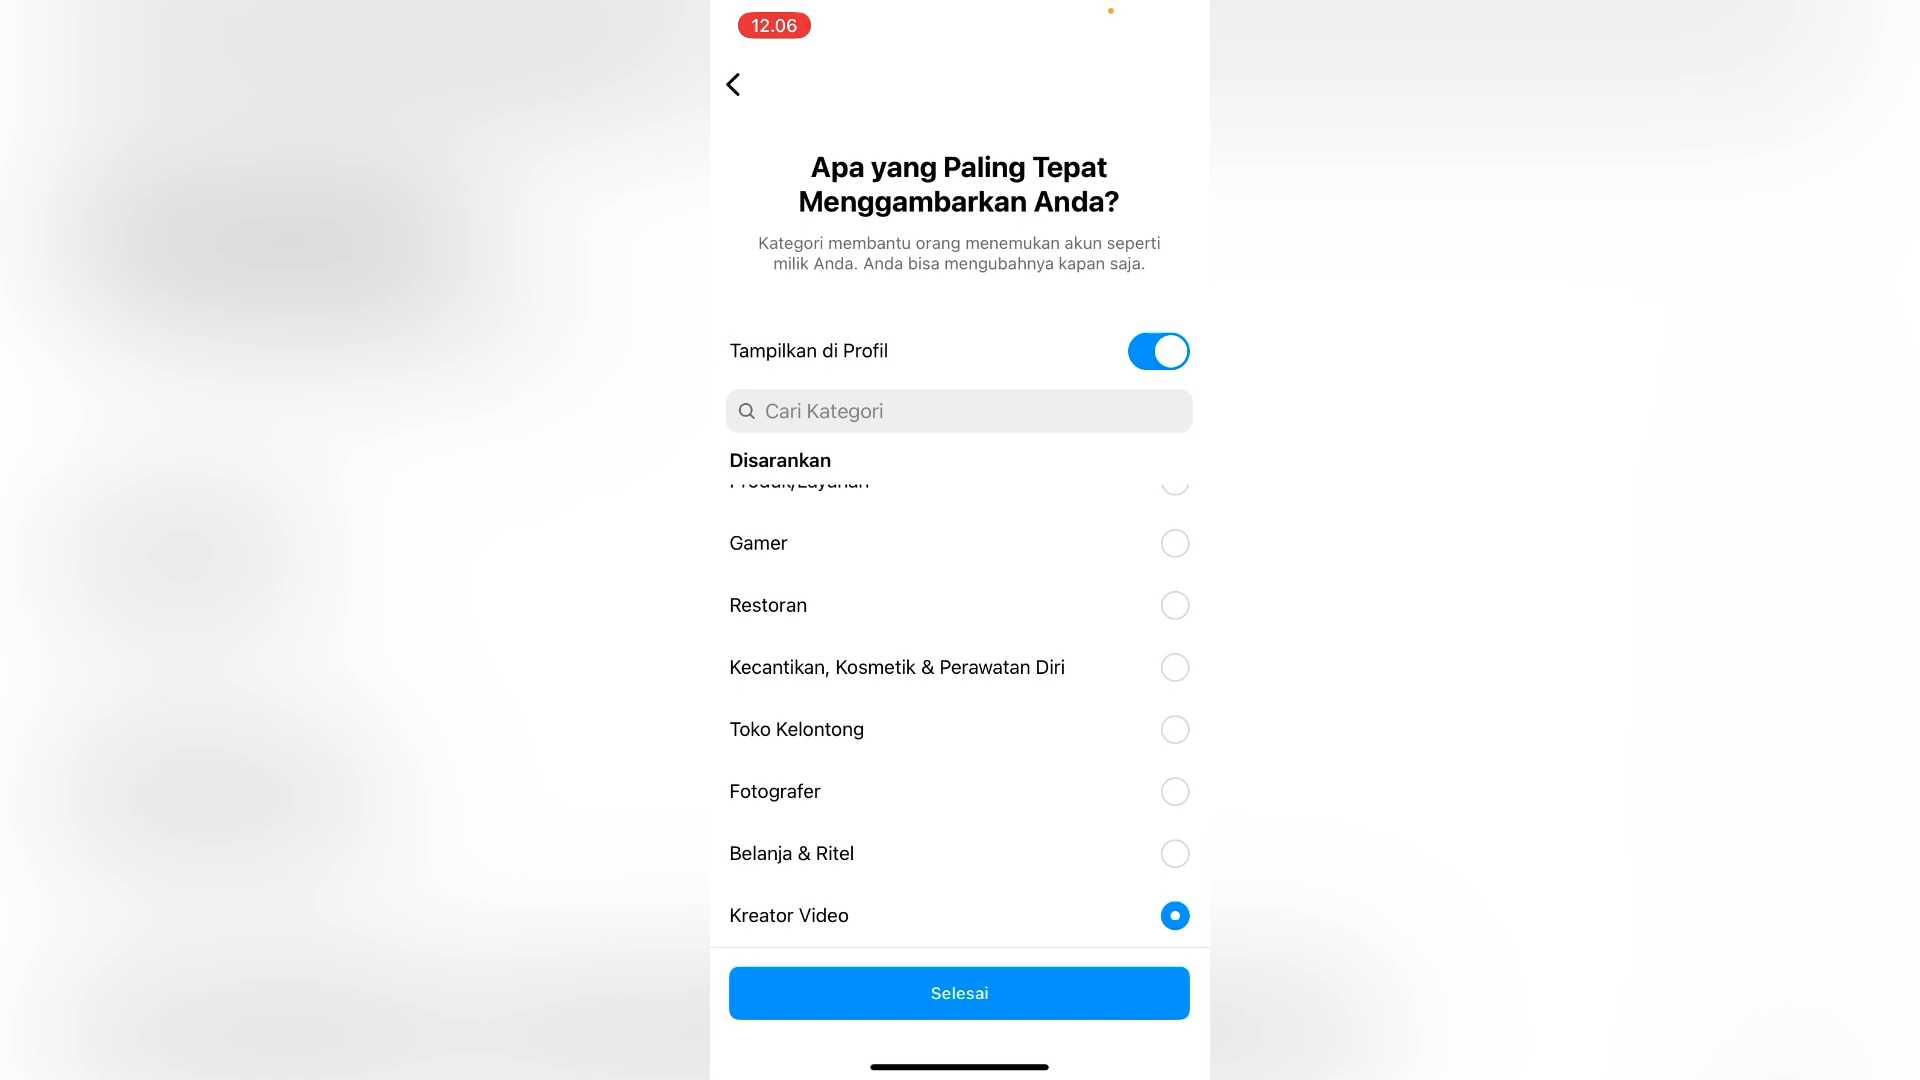 12.06
Apa yang Paling Tepat
Menggambarkan Anda?
Kategori membantu orang menemukan akun seperti
milik Anda. Anda bisa mengubahnya kapan saja.
Tampilkan di Profil
Cari Kategori
Disarankan
Produk/Layanan
Gamer
Restoran
Kecantikan, Kosmetik & Perawatan Diri
Toko Kelontong
Fotografer
Belanja & Ritel
Kreator Video
Selesai